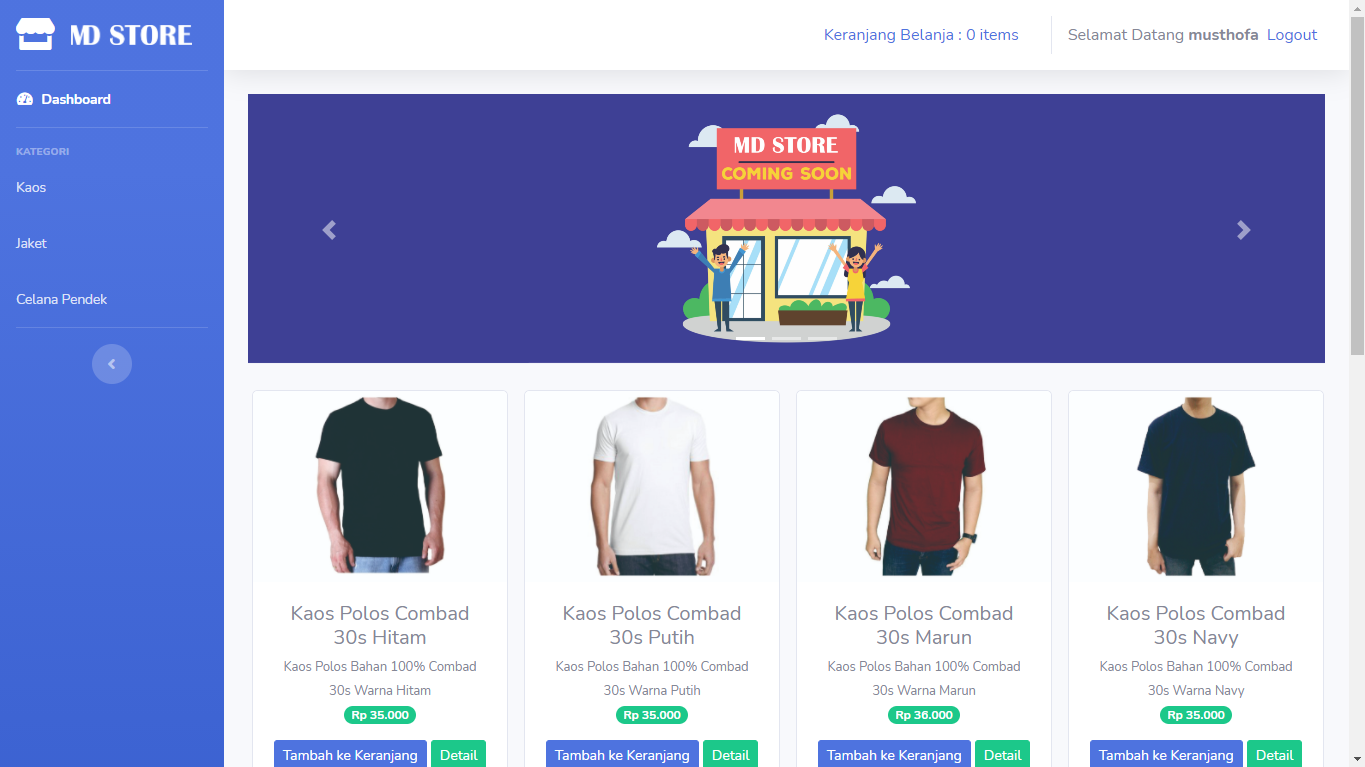 MD STORE
Keranjang Belanja : 0 items
Selamat Datang musthofa Logout
Dashboard
KATEGORI
Kaos
Jaket
Celana Pendek
MD STORE
COMING SOON
Kaos Polos Combad
30s Hitam
Kaos Polos Bahan 100% Combad
30s Warna Hitam
Rp 35.000
Tambah ke Keranjang Detail
Kaos Polos Combad
30s Putih
Kaos Polos Bahan 100% Combad
30s Warna Putih
Rp 35.000
Tambah ke Keranjang Detail
Kaos Polos Combad
30s Marun
Kaos Polos Bahan 100% Combad
30s Warna Marun
Rp 36.000
Tambah ke Keranjang Detail
Kaos Polos Combad
30s Navy
Kaos Polos Bahan 100% Combad
30s Warna Navy
Rp 35.000
Tambah ke Keranjang Detail